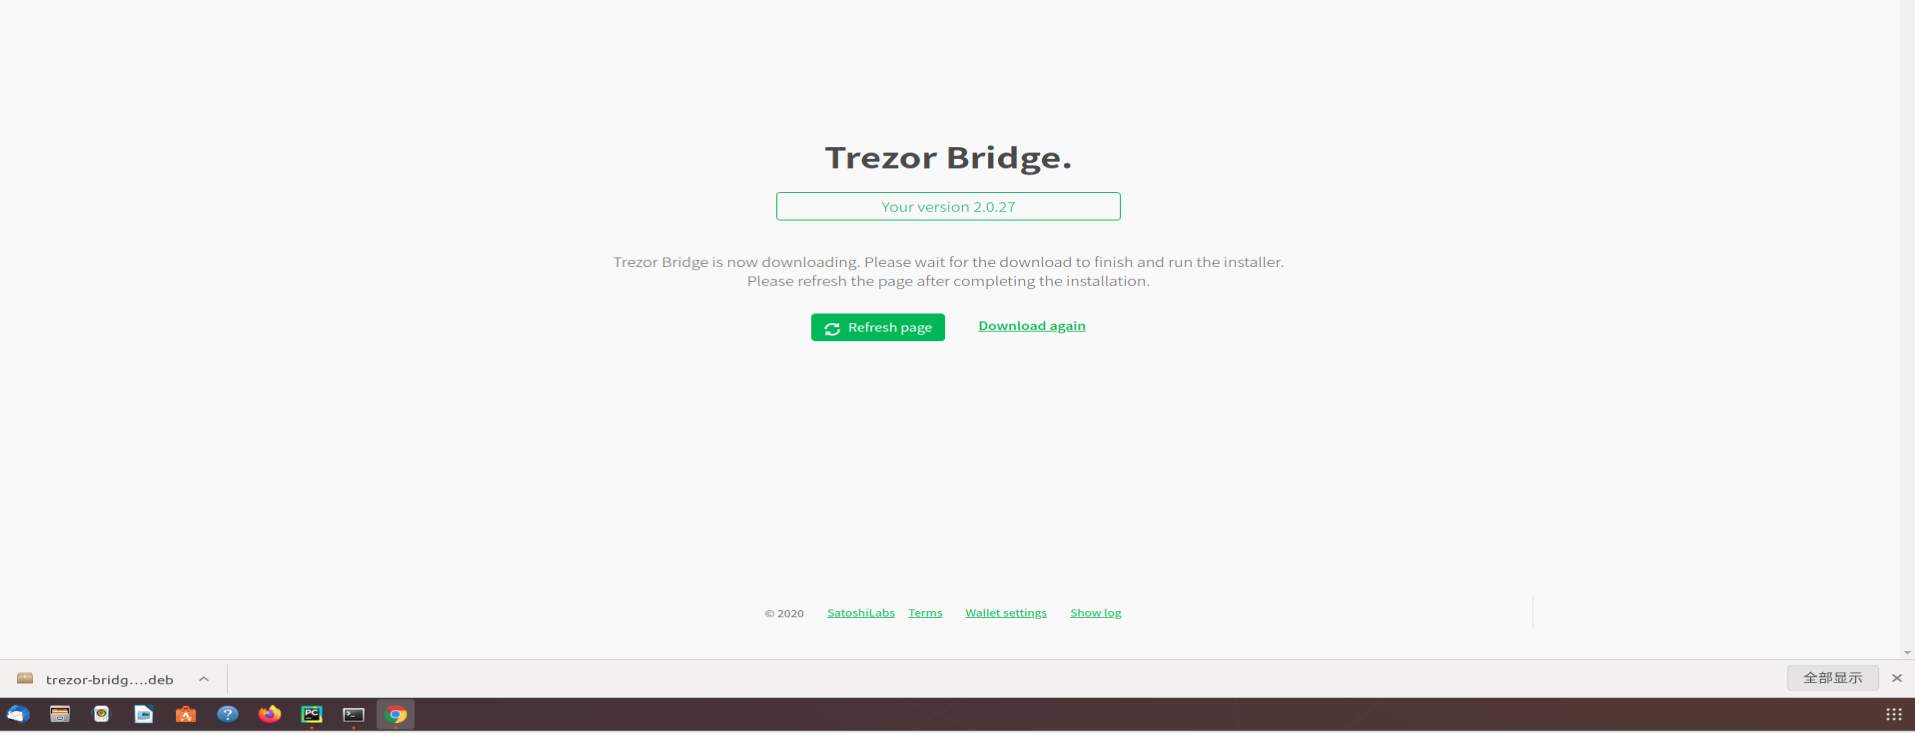 Trezor Bridge.
Your version 2.0.27
Trezor Bridge is now downloading. Please wait for the download to finish and run the installer.
Please refresh the page after completing the installation.
Refresh page
Download again
© 2020 SatoshiLabs Terms Wallet settings Show log
trezor-bridg....deb
全部显示
PC